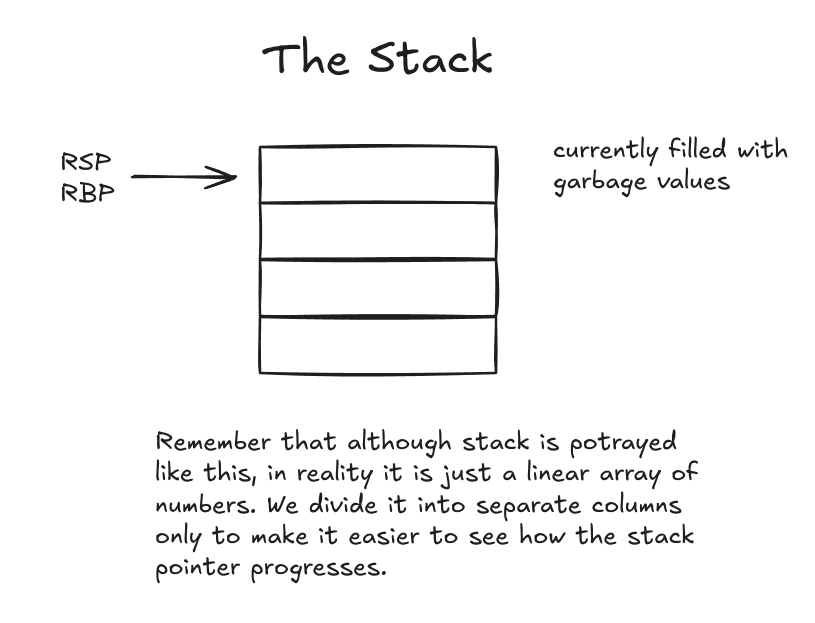 The Stack
RSP
RBP
currently filled with
garbage values
Remember that although stack is potrayed
like this, in reality it is just a linear array of
numbers. We divide it into separate columns
only to make it easier to see how the stack
pointer progresses.